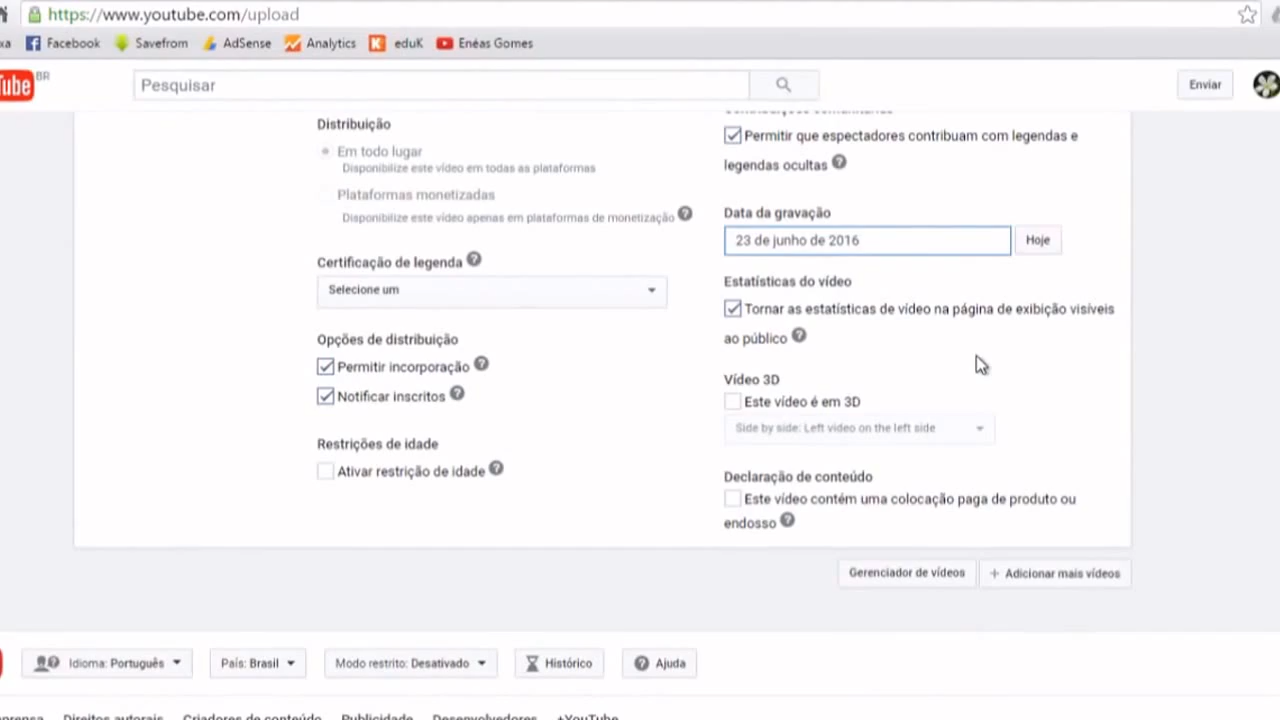 https://www.youtube.com/upload
xa Facebook Savefrom AdSense Analytics eduK Enéas Gomes
Tube BR Pesquisar Enviar
Distribuição
Em todo lugar
Disponibilize este vídeo em todas as plataformas
Plataformas monetizadas
Disponibilize este vídeo apenas em plataformas de monetização
Certificação de legenda
Selecione um
Opções de distribuição
Permitir incorporação
Notificar inscritos
Restrições de idade
Ativar restrição de idade
Permitir que espectadores contribuam com legendas e
legendas ocultas
Data da gravação
23 de junho de 2016 Hoje
Estatísticas do vídeo
Tornar as estatísticas de vídeo na página de exibição visíveis
ao público
Vídeo 3D
Este vídeo é em 3D
Side by side: Left video on the left side
Declaração de conteúdo
Este vídeo contém uma colocação paga de produto ou
endosso
Gerenciador de vídeos + Adicionar mais vídeos
Idioma: Português País: Brasil Modo restrito: Desativado Histórico Ajuda
Direitos autorais Criadores de conteúdo Publicidade Desenvolvedores +YouTube